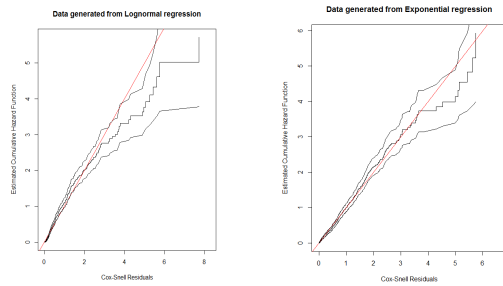 Data generated from Lognormal regression
Estimated Cumulative Hazard Function
5
4
3
2
1
0
0 2 4 6 8
Cox-Snell Residuals
Data generated from Exponential regression
Estimated Cumulative Hazard Function
6
5
4
3
2
1
0
0 1 2 3 4 5 6
Cox-Snell Residuals